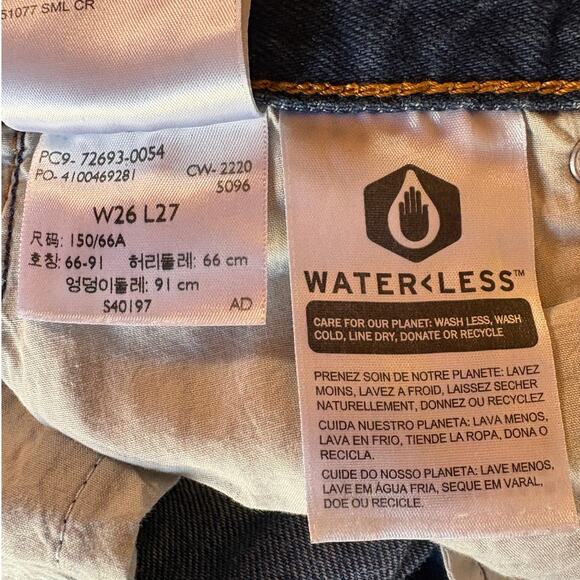 51077 SML CR
PC9- 72693-0054
PO- 4100469281
CW- 2220
5096
W26 L27
尺码: 150/66A
호칭: 66-91 허리둘레: 66 cm
엉덩이둘레: 91 cm
S40197
AD
WATER<LESS™
CARE FOR OUR PLANET: WASH LESS, WASH
COLD, LINE DRY, DONATE OR RECYCLE
PRENEZ SOIN DE NOTRE PLANETE: LAVEZ
MOINS, LAVEZ A FROID, LAISSEZ SECHER
NATURELLEMENT, DONNEZ OU RECYCLEZ
CUIDA NUESTRO PLANETA: LAVA MENOS,
LAVA EN FRIO, TIENDE LA ROPA, DONA O
RECICLA.
CUIDE DO NOSSO PLANETA: LAVE MENOS,
LAVE EM ÁGUA FRIA, SEQUE EM VARAL,
DOE OU RECICLE.